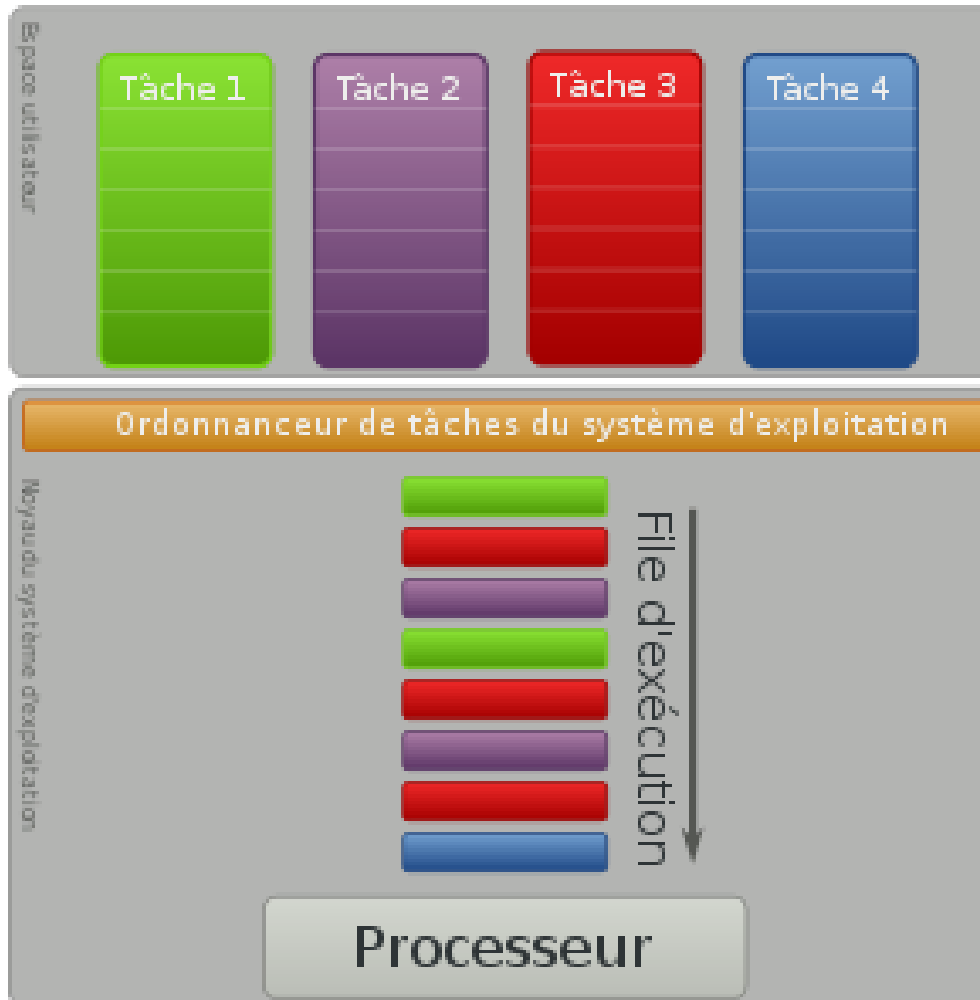 Espace utilisateur
Tâche 1
Tâche 2
Tâche 3
Tâche 4
Ordonnanceur de tâches du système d'exploitation
Noyau du système d'exploitation
File d'exécution
Processeur